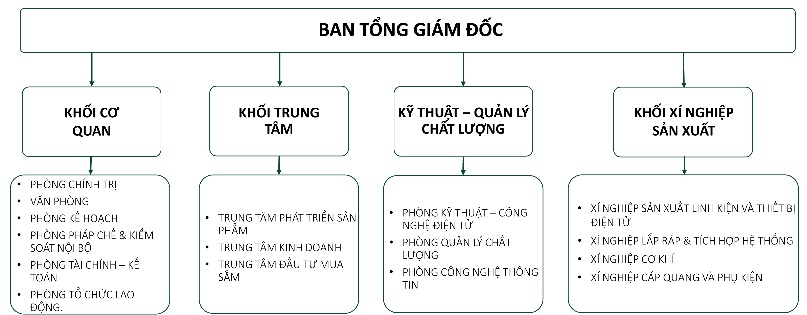 BAN TỔNG GIÁM ĐỐC
KHỐI CƠ
QUAN
KHỐI TRUNG
TÂM
KỸ THUẬT – QUẢN LÝ
CHẤT LƯỢNG
KHỐI XÍ NGHIỆP
SẢN XUẤT
• PHÒNG CHÍNH TRỊ
• VĂN PHÒNG
• PHÒNG KẾ HOẠCH
• PHÒNG PHÁP CHẾ & KIỂM
SOÁT NỘI BỘ
• PHÒNG TÀI CHÍNH – KẾ
TOÁN
• PHÒNG TỔ CHỨC LAO
ĐỘNG.
• TRUNG TÂM PHÁT TRIỂN SẢN
PHẨM
• TRUNG TÂM KINH DOANH
• TRUNG TÂM ĐẦU TƯ MUA
SẮM
• PHÒNG KỸ THUẬT – CÔNG
NGHỆ ĐIỆN TỬ
• PHÒNG QUẢN LÝ CHẤT
LƯỢNG
• PHÒNG CÔNG NGHỆ THÔNG
TIN
• XÍ NGHIỆP SẢN XUẤT LINH KIỆN VÀ THIẾT BỊ
ĐIỆN TỬ
• XÍ NGHIỆP LẮP RÁP & TÍCH HỢP HỆ THỐNG
• XÍ NGHIỆP CƠ KHÍ
• XÍ NGHIỆP CÁP QUANG VÀ PHỤ KIỆN